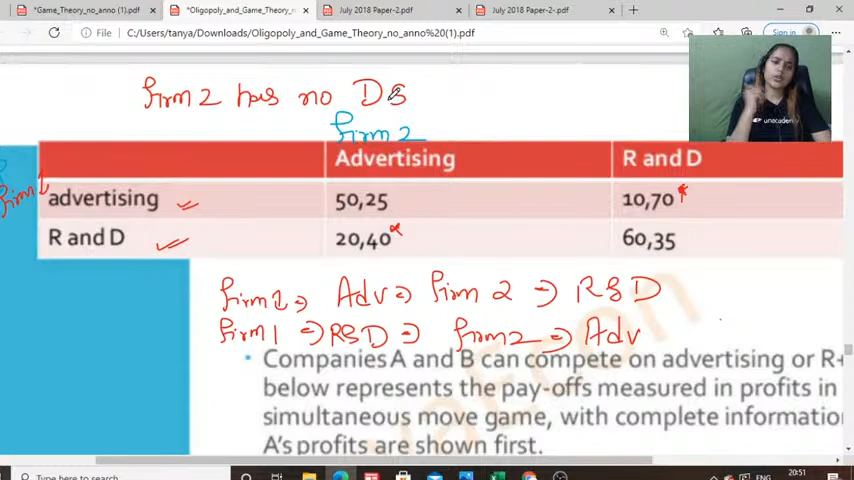 *Game_Theory_no_anno (1).pdf
*Oligopoly_and_Game_Theory_n
July 2018 Paper-2.pdf
July 2018 Paper-2-.pdf
File
C:/Users/tanya/Downloads/Oligopoly_and_Game_Theory_no_anno%20(1).pdf
Sign in
unacademy
firm 2 has no DS
firm 2
Advertising
R and D
firm 1
advertising
50,25
10,70*
R and D
20,40*
60,35
firm 1 => Adv => firm 2 => R&D
firm 1 => R&D => firm 2 => Adv
• Companies A and B can compete on advertising or R+
below represents the pay-offs measured in profits in
simultaneous move game, with complete informatio
A's profits are shown first.
Type here to search
ENG
20:51